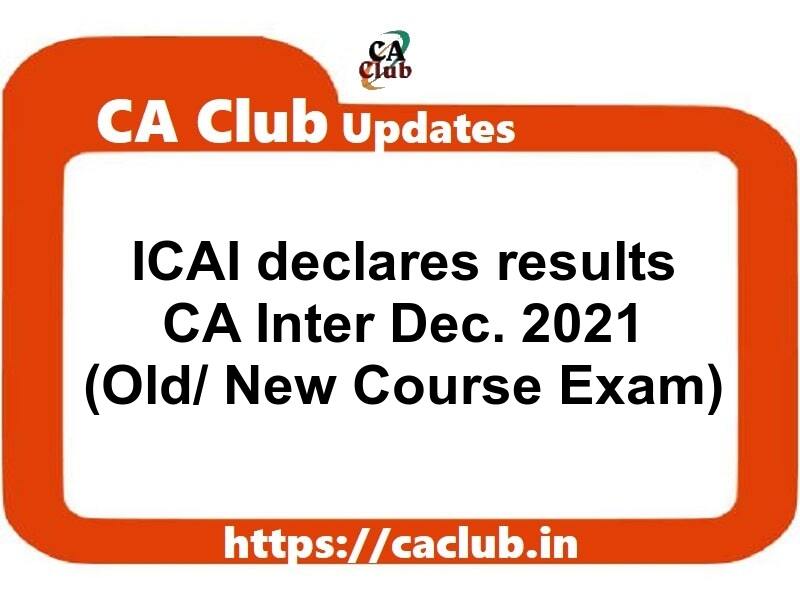 CA
Club
CA Club Updates
ICAI declares results
CA Inter Dec. 2021
(Old/ New Course Exam)
https://caclub.in